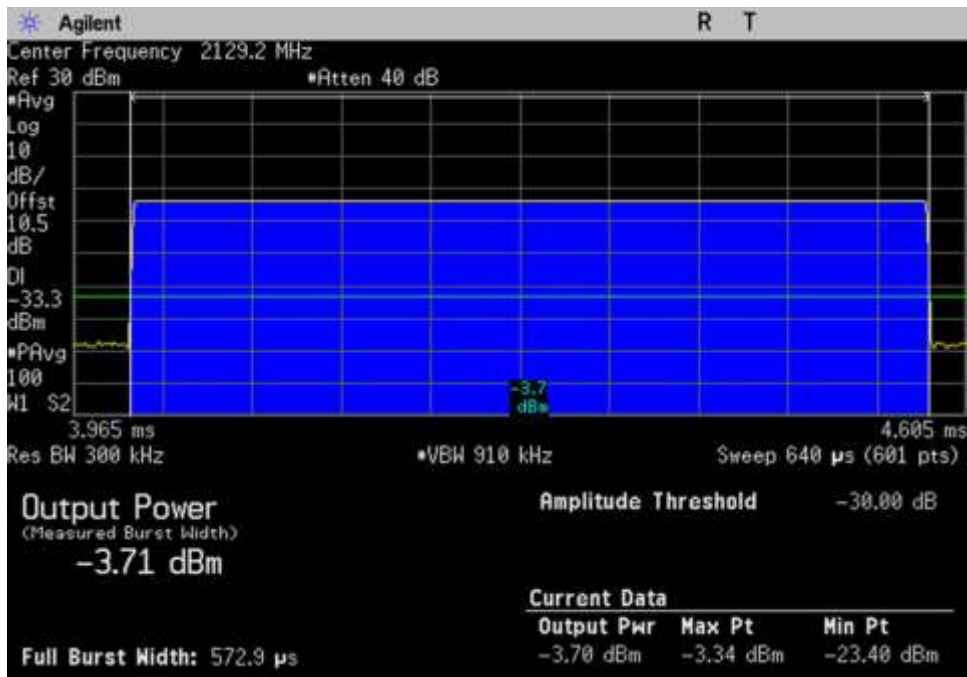 Agilent R T
Center Frequency 2129.2 MHz
Ref 30 dBm *Atten 40 dB
*Avg
Log
10
dB/
Offst
10.5
dB
DI
-33.3
dBm
*PAvg
100
W1 S2
-3.7
dBm
3.965 ms 4.605 ms
Res BW 300 kHz *VBW 910 kHz Sweep 640 µs (601 pts)
Output Power
(Measured Burst Width)
-3.71 dBm
Amplitude Threshold -30.00 dB
Current Data
Output Pwr Max Pt Min Pt
-3.70 dBm -3.34 dBm -23.40 dBm
Full Burst Width: 572.9 µs